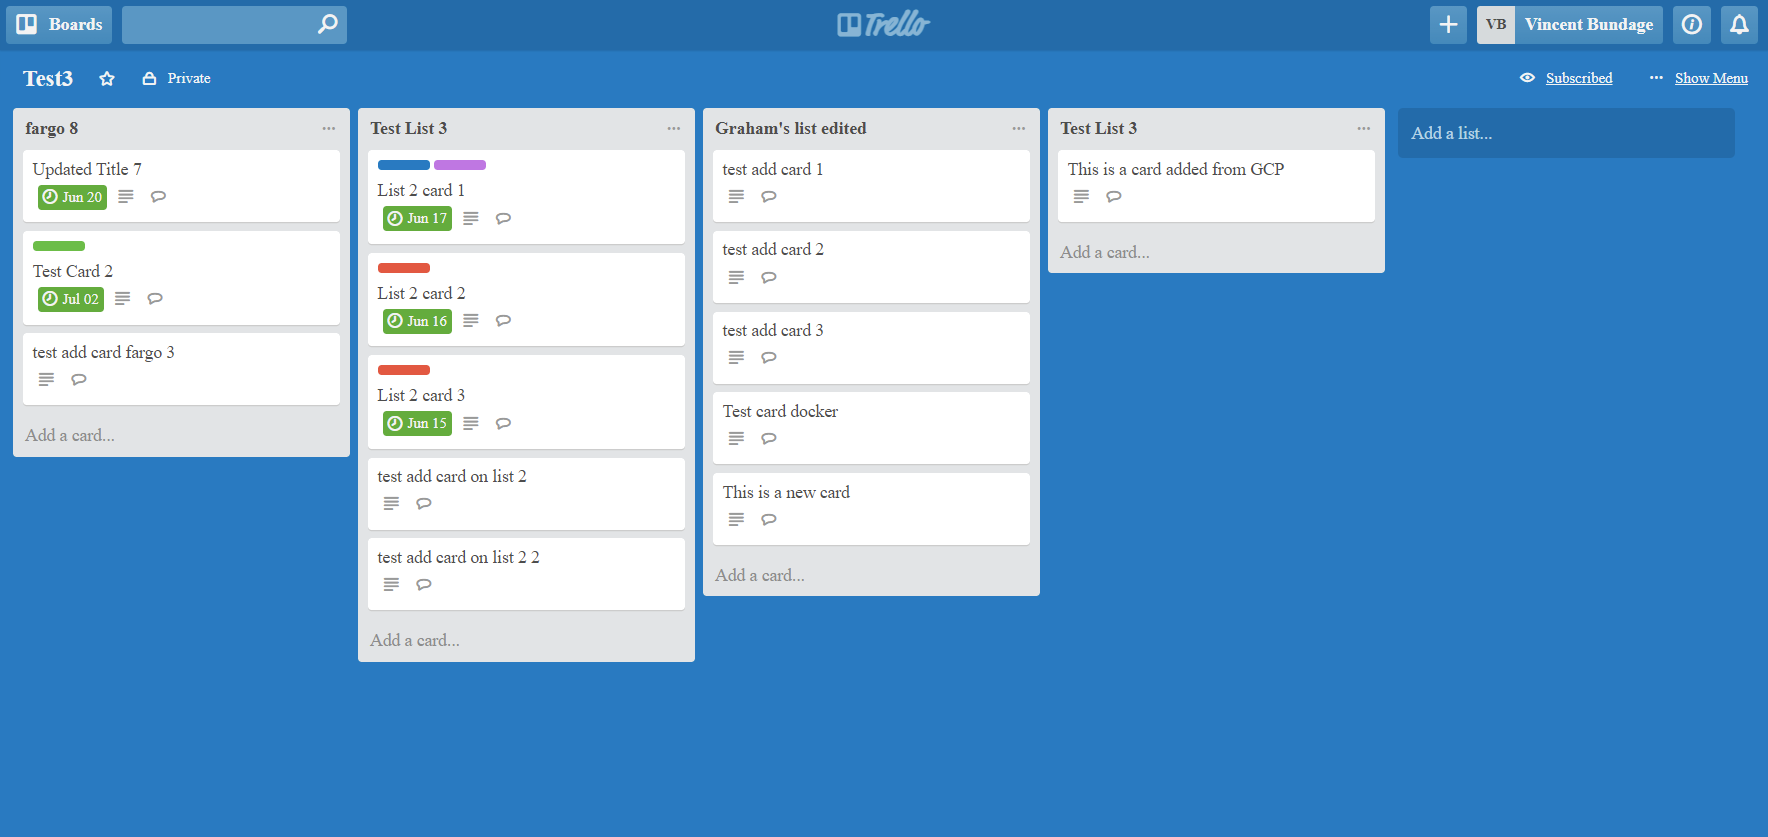 Boards
Trello
VB Vincent Bundage
Test3 Private
Subscribed ... Show Menu
fargo 8 ...
Updated Title 7
Jun 20
Test Card 2
Jul 02
test add card fargo 3
Add a card...
Test List 3 ...
List 2 card 1
Jun 17
List 2 card 2
Jun 16
List 2 card 3
Jun 15
test add card on list 2
test add card on list 2 2
Add a card...
Graham's list edited ...
test add card 1
test add card 2
test add card 3
Test card docker
This is a new card
Add a card...
Test List 3 ...
This is a card added from GCP
Add a card...
Add a list...